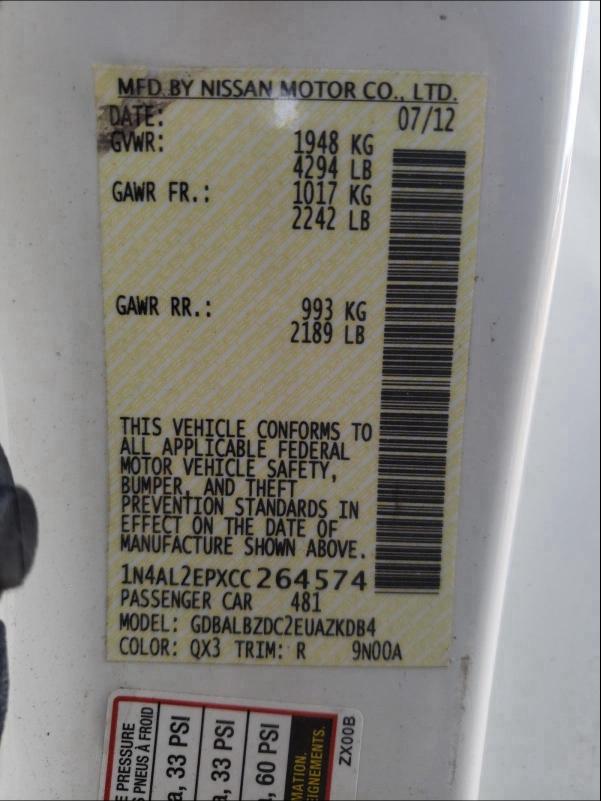 MFD.BY NISSAN MOTOR CO., LTD.
DATE: 07/12
GVWR: 1948 KG
4294 LB
GAWR FR.: 1017 KG
2242 LB
GAWR RR.: 993 KG
2189 LB
THIS VEHICLE CONFORMS TO
ALL APPLICABLE FEDERAL
MOTOR VEHICLE SAFETY,
BUMPER, AND THEFT
PREVENTION STANDARDS IN
EFFECT ON THE DATE OF
MANUFACTURE SHOWN ABOVE.
1N4AL2EPXCC264574
PASSENGER CAR 481
MODEL: GDBALBZDC2EUAZKDB4
COLOR: QX3 TRIM: R 9N00A
PRESSURE
PNEUS À FROID
33 PSI
33 PSI
60 PSI
ZX00B